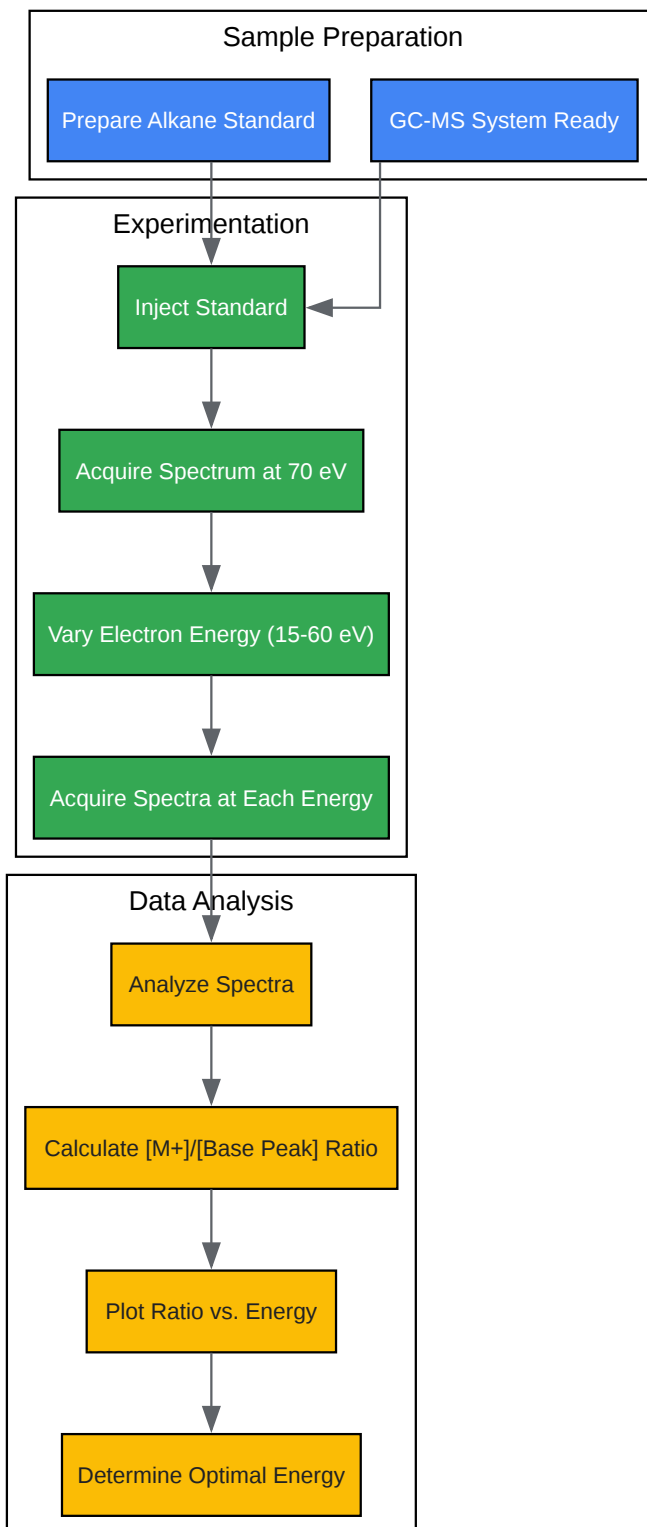 Sample Preparation
Prepare Alkane Standard
GC-MS System Ready
Experimentation
Inject Standard
Acquire Spectrum at 70 eV
Vary Electron Energy (15-60 eV)
Acquire Spectra at Each Energy
Data Analysis
Analyze Spectra
Calculate [M+]/[Base Peak] Ratio
Plot Ratio vs. Energy
Determine Optimal Energy